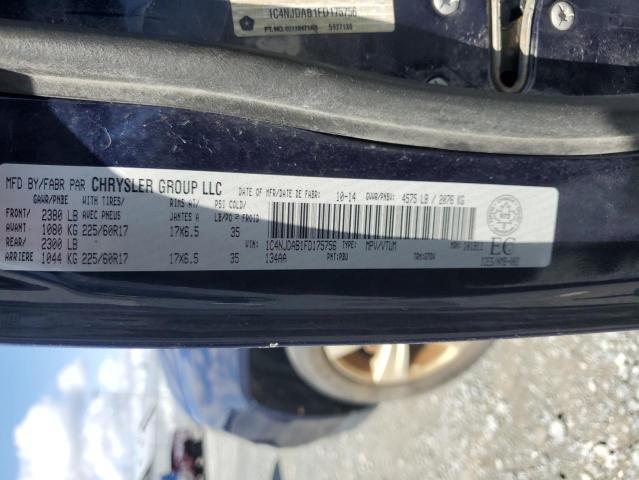 1C4NJDAB1FD175756
MFD BY/FABR PAR CHRYSLER GROUP LLC
DATE OF MFR/DATE DE FABR: 10-14 GVWR/PNBV: 4575 LB / 2076 KG
GAWR/PNBE WITH TIRES/ RIMS AT/ PSI COLD/
FRONT/ 2380 LB AVEC PNEUS JANTES A LB/PO = FROID
AVANT 1080 KG 225/60R17 17X6.5 35
REAR/ 2300 LB
ARRIERE 1044 KG 225/60R17 17X6.5 35
VIN: 1C4NJDAB1FD175756 TYPE: MPV/VTUM
134AA PNT:PBU
EC